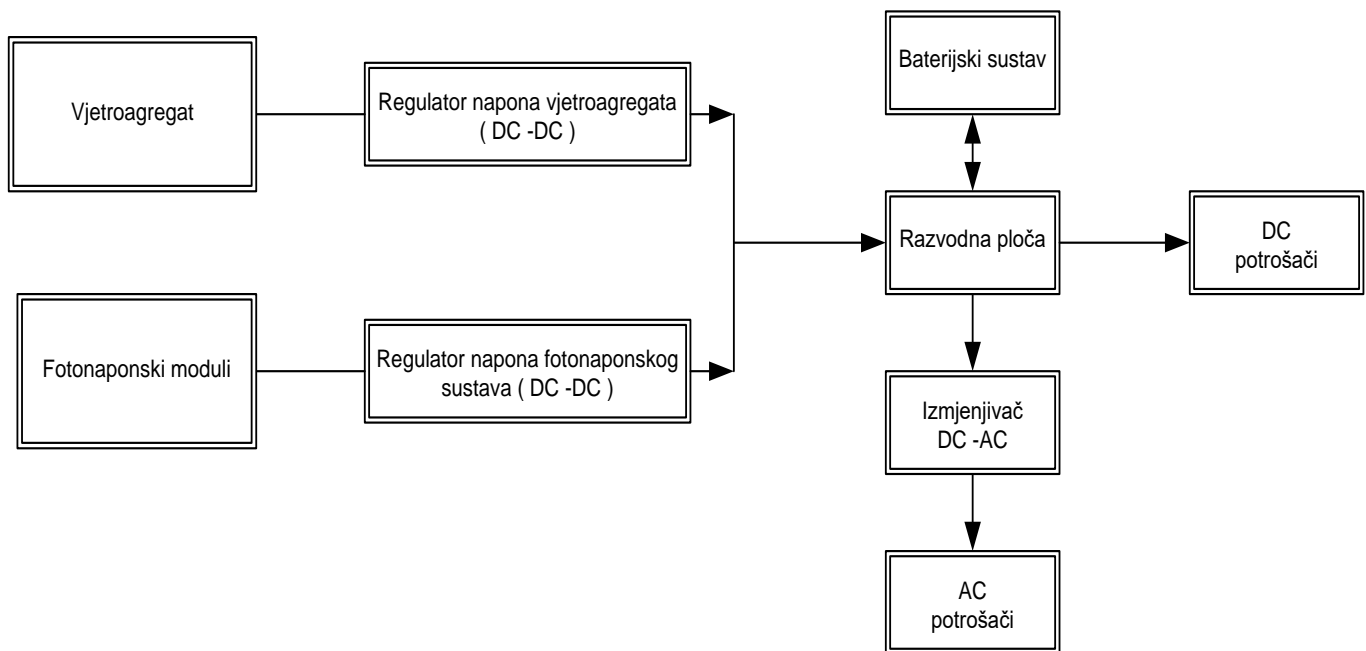 Vjetroagregat
Regulator napona vjetroagregata
( DC -DC )
Baterijski sustav
Razvodna ploča
DC
potrošači
Fotonaponski moduli
Regulator napona fotonaponskog
sustava ( DC -DC )
Izmjenjivač
DC -AC
AC
potrošači